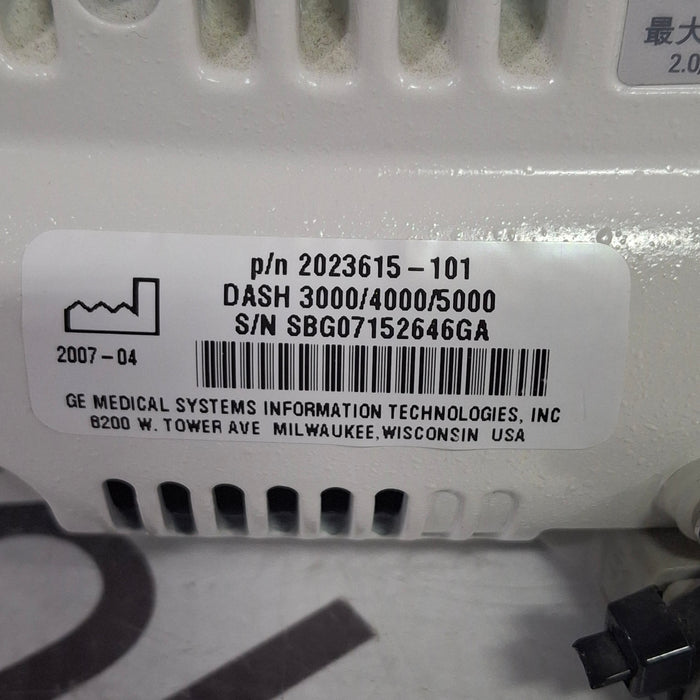 最大
2.0
p/n 2023615-101
DASH 3000/4000/5000
S/N SBG07152646GA
2007-04
GE MEDICAL SYSTEMS INFORMATION TECHNOLOGIES, INC
8200 W. TOWER AVE MILWAUKEE, WISCONSIN USA